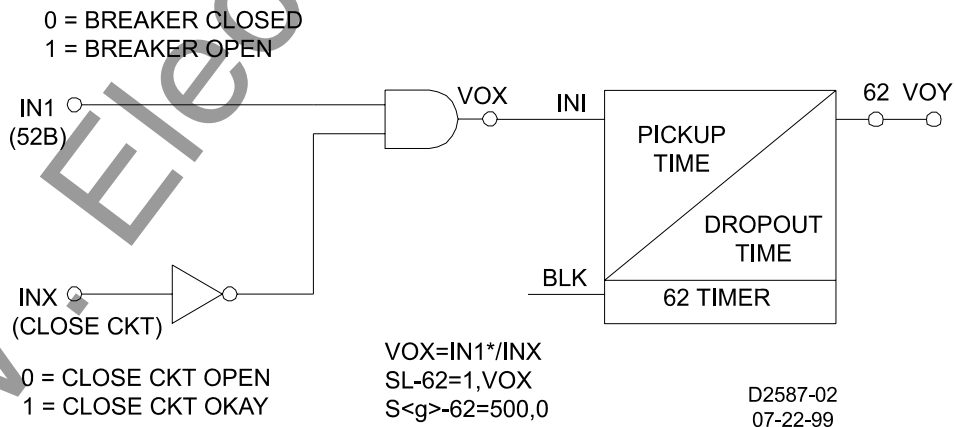 0 = BREAKER CLOSED
1 = BREAKER OPEN
IN1
(52B)
VOX
INI
62 VOY
PICKUP
TIME
DROPOUT
TIME
BLK
62 TIMER
INX
(CLOSE CKT)
0 = CLOSE CKT OPEN
1 = CLOSE CKT OKAY
VOX=IN1*/INX
SL-62=1,VOX
S<g>-62=500,0
D2587-02
07-22-99
. Elec